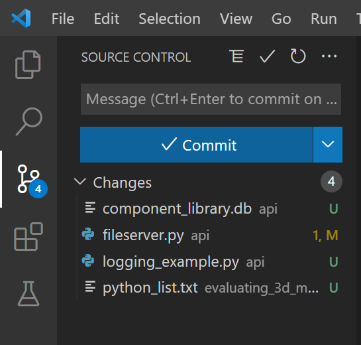 File Edit Selection View Go Run
SOURCE CONTROL
Message (Ctrl+Enter to commit on ...
Commit
4
Changes 4
component_library.db api U
fileserver.py api 1, M
logging_example.py api U
python_list.txt evaluating_3d_m... U